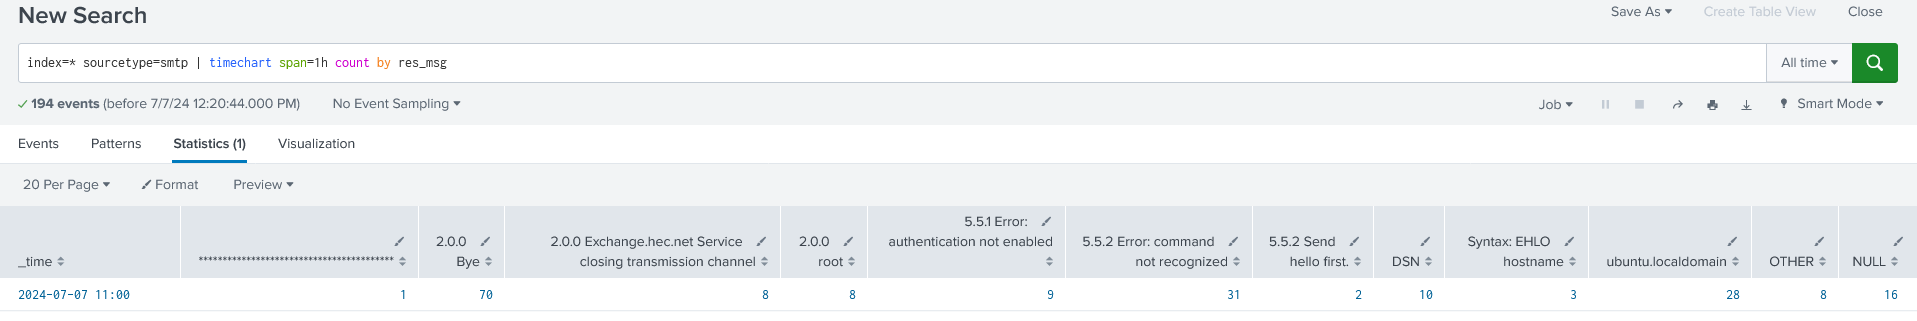 New Search
Save As Create Table View Close
index=* sourcetype=smtp | timechart span=1h count by res_msg
All time
194 events (before 7/7/24 12:20:44.000 PM) No Event Sampling
Job Smart Mode
Events Patterns Statistics (1) Visualization
20 Per Page Format Preview
5.5.1 Error:
2.0.0 2.0.0 Exchange.hec.net Service 2.0.0 authentication not enabled 5.5.2 Error: command 5.5.2 Send Syntax: EHLO
_time Bye closing transmission channel root not recognized hello first. DSN hostname ubuntu.localdomain OTHER NULL
2024-07-07 11:00 1 70 8 8 9 31 2 10 3 28 8 16